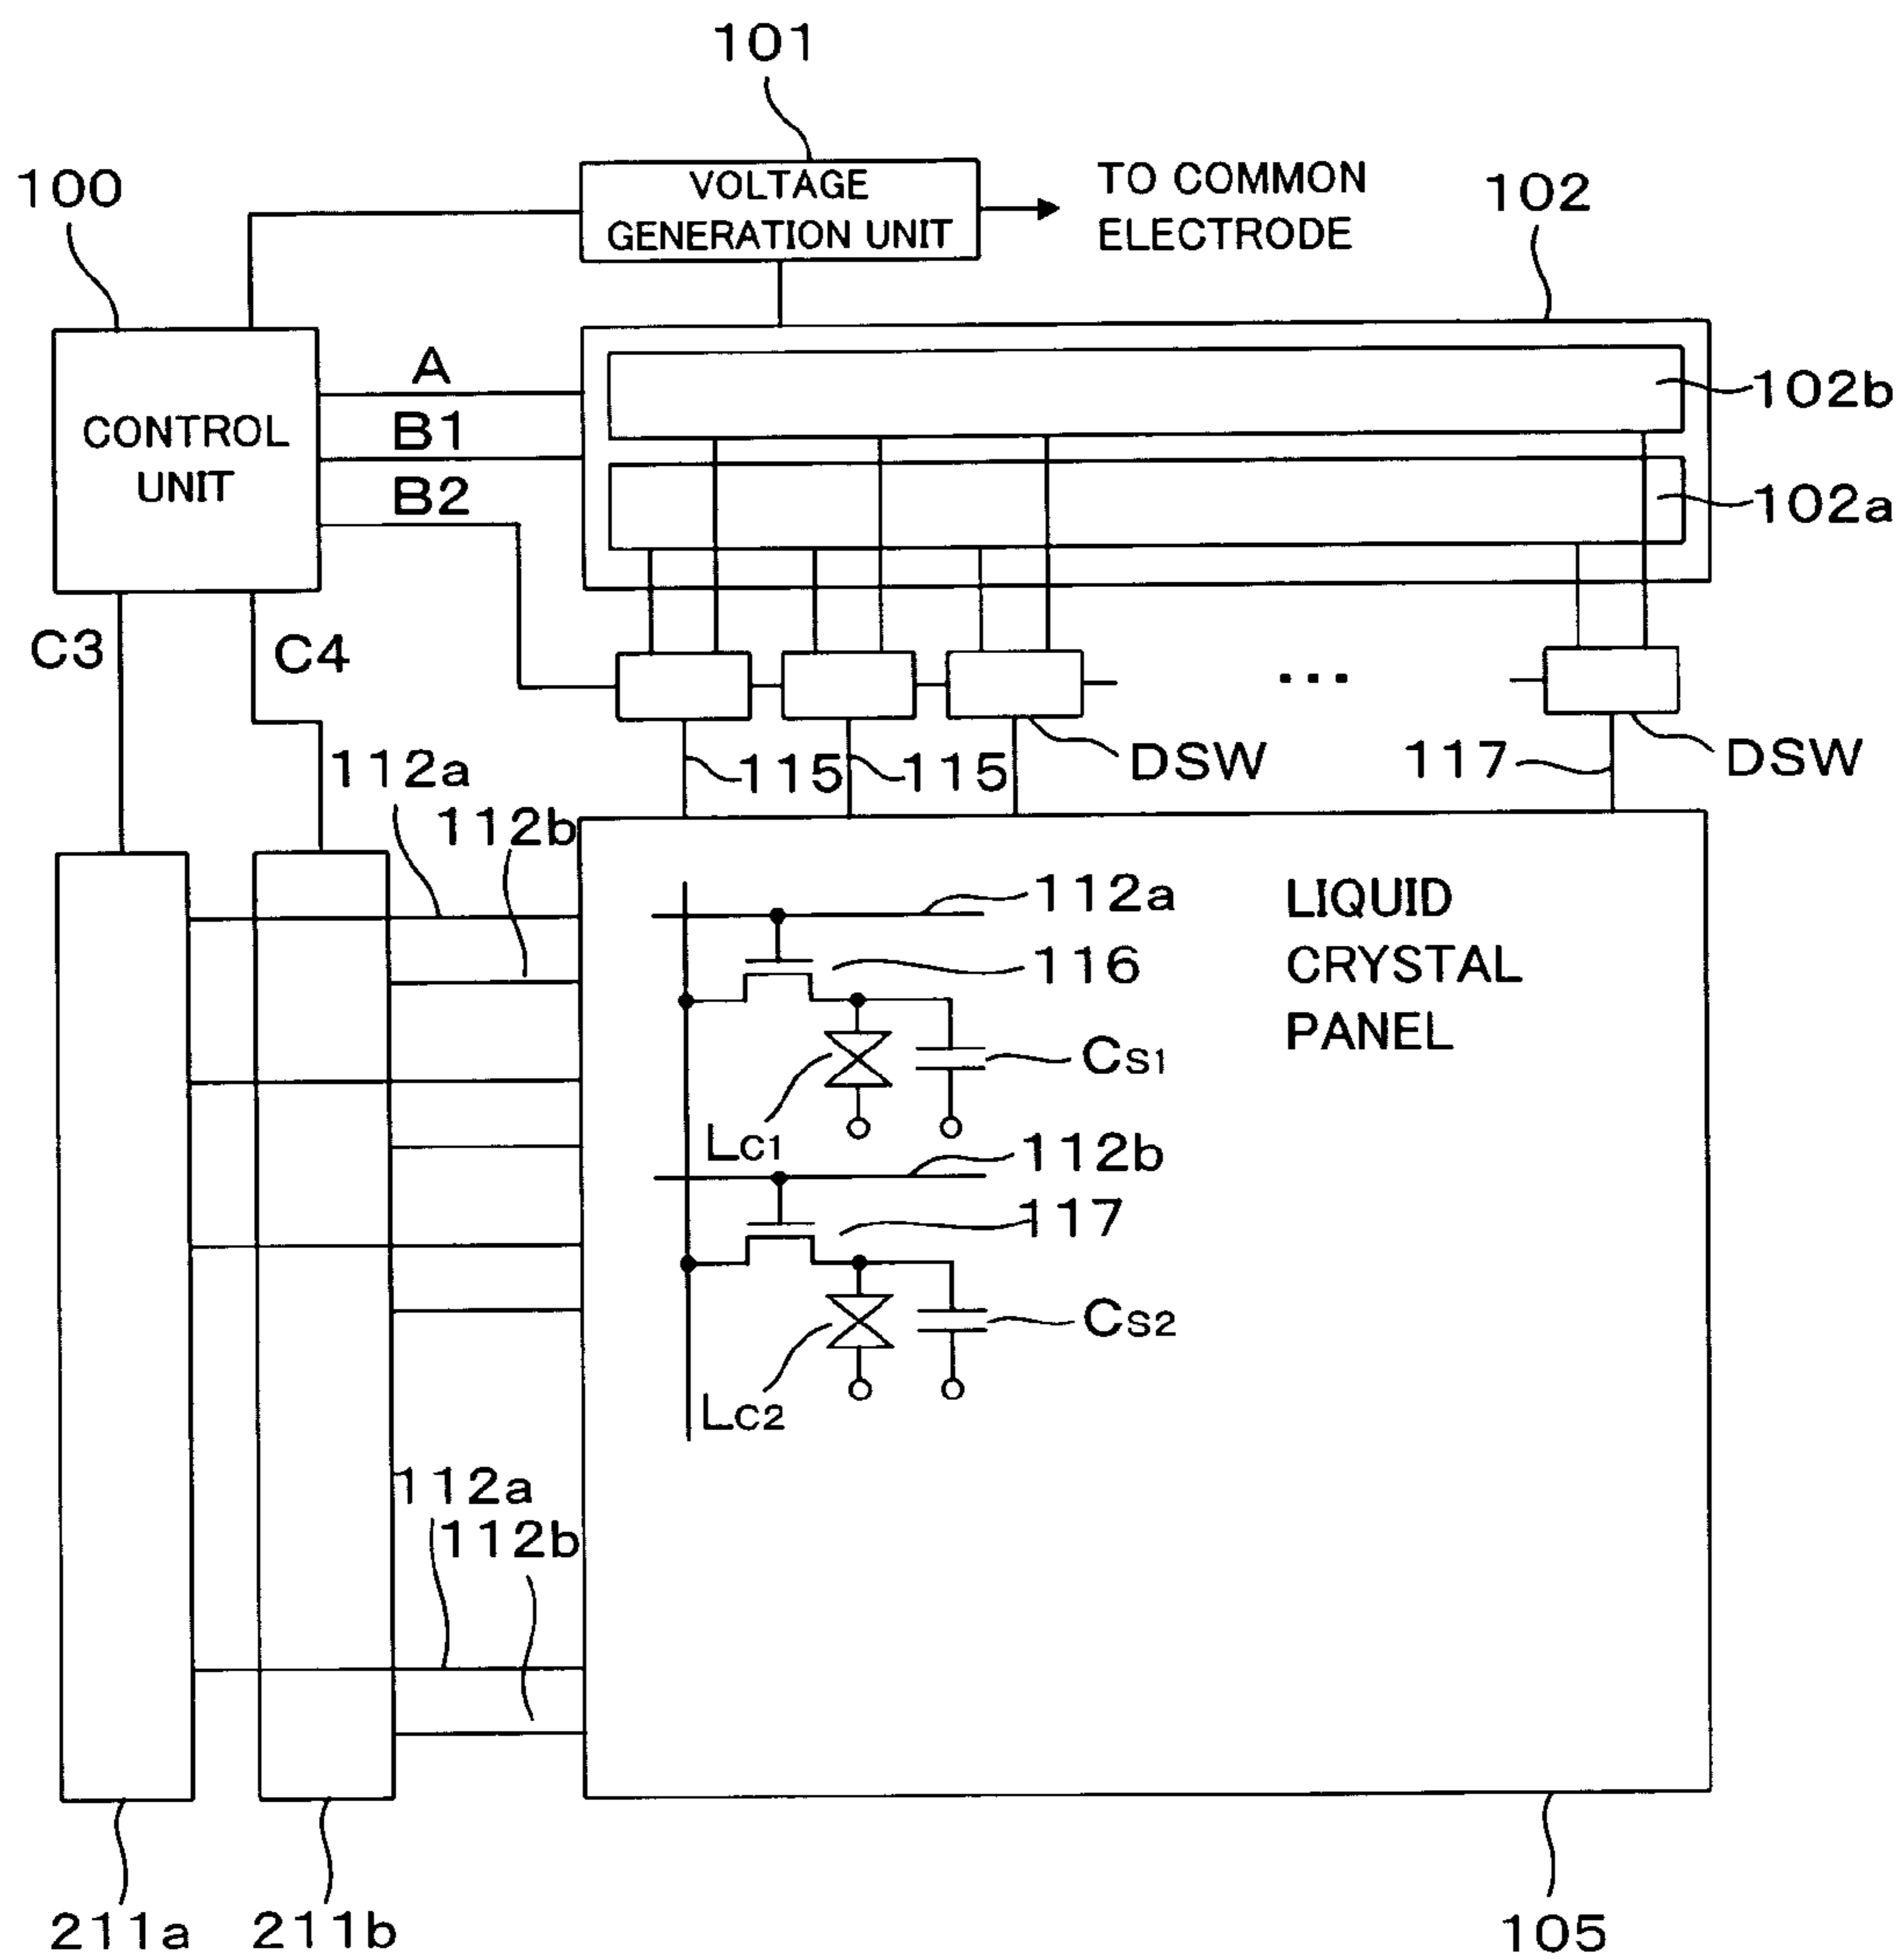 101
100
VOLTAGE
GENERATION UNIT
TO COMMON
ELECTRODE
102
A
B1
B2
CONTROL
UNIT
102b
102a
C3
C4
...
112a
112b
115
115
DSW
117
DSW
112a
116
LIQUID
CRYSTAL
PANEL
CS1
LC1
112b
117
CS2
LC2
112a
112b
211a
211b
105